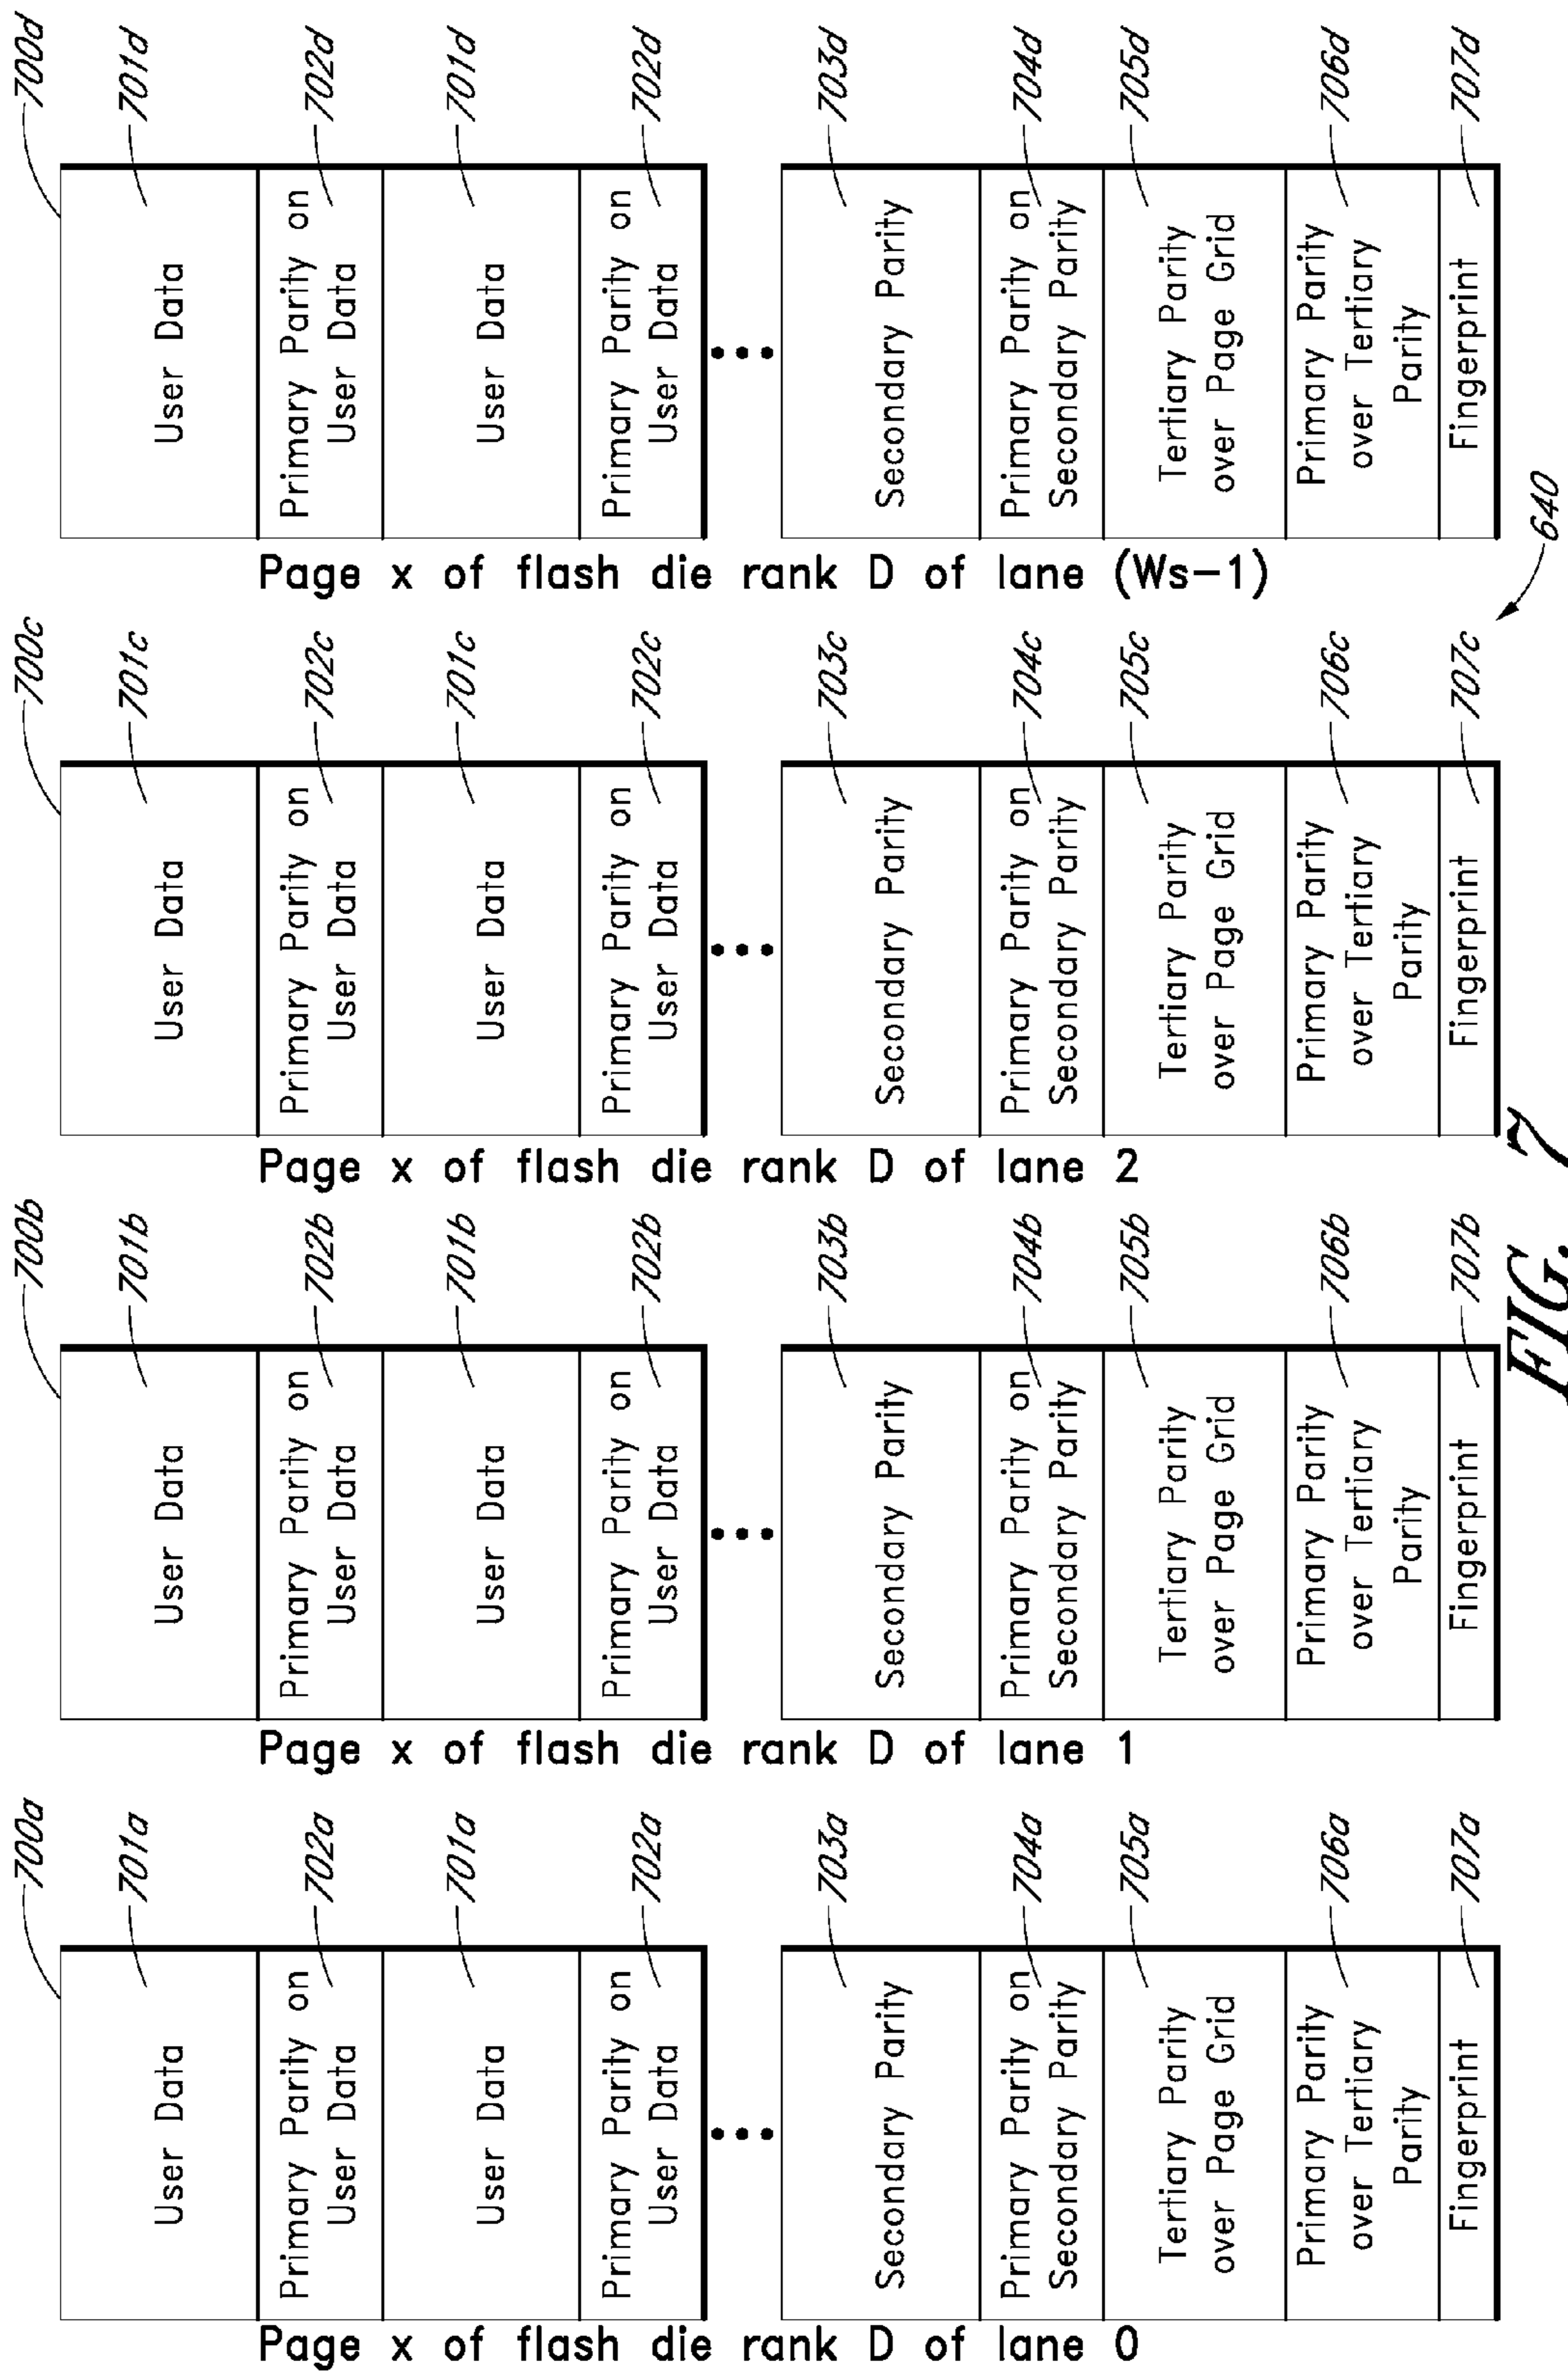 700a
701a
User Data
702a
Primary Parity on
User Data
701a
User Data
702a
Primary Parity on
User Data
703a
Secondary Parity
704a
Primary Parity on
Secondary Parity
705a
Tertiary Parity
over Page Grid
706a
Primary Parity
over Tertiary
Parity
707a
Fingerprint
Page x of flash die rank D of lane 0
700b
701b
User Data
702b
Primary Parity on
User Data
701b
User Data
702b
Primary Parity on
User Data
703b
Secondary Parity
704b
Primary Parity on
Secondary Parity
705b
Tertiary Parity
over Page Grid
706b
Primary Parity
over Tertiary
Parity
707b
Fingerprint
Page x of flash die rank D of lane 1
700c
701c
User Data
702c
Primary Parity on
User Data
701c
User Data
702c
Primary Parity on
User Data
703c
Secondary Parity
704c
Primary Parity on
Secondary Parity
705c
Tertiary Parity
over Page Grid
706c
Primary Parity
over Tertiary
Parity
707c
Fingerprint
Page x of flash die rank D of lane 2
700d
701d
User Data
702d
Primary Parity on
User Data
701d
User Data
702d
Primary Parity on
User Data
703d
Secondary Parity
704d
Primary Parity on
Secondary Parity
705d
Tertiary Parity
over Page Grid
706d
Primary Parity
over Tertiary
Parity
707d
Fingerprint
Page x of flash die rank D of lane (Ws-1)
640
FIG. 7